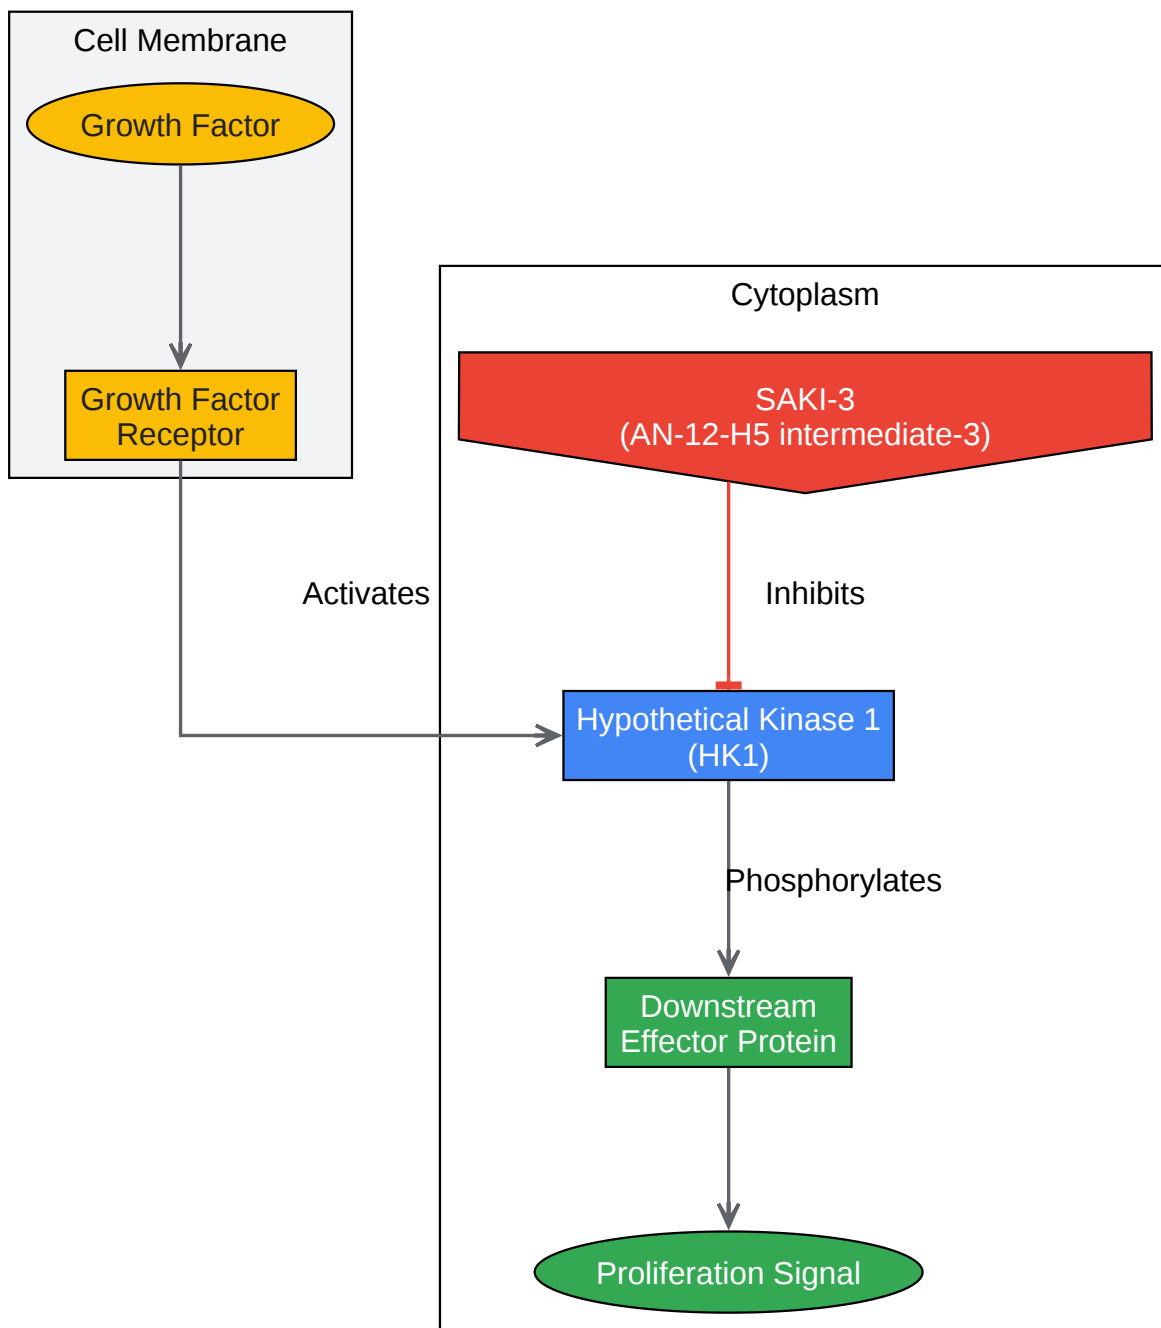 Cell Membrane
Growth Factor
Growth Factor
Receptor
Cytoplasm
SAKI-3
(AN-12-H5 intermediate-3)
Activates
Inhibits
Hypothetical Kinase 1
(HK1)
Phosphorylates
Downstream
Effector Protein
Proliferation Signal